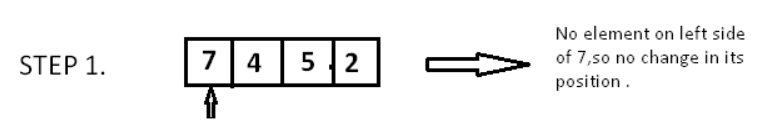 STEP 1.
7 4 5 2
No element on left side
of 7,so no change in its
position .